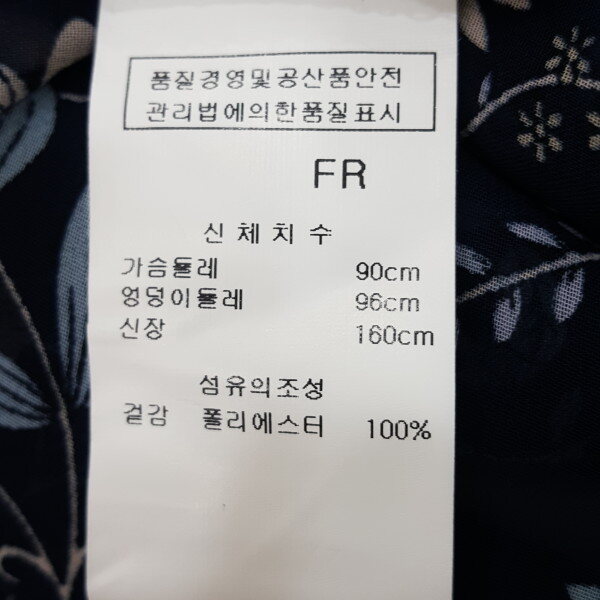 품질경영및공산품안전
관리법에의한품질표시
FR
신체치수
가슴둘레 90cm
엉덩이둘레 96cm
신장 160cm
섬유의조성
겉감 폴리에스터 100%